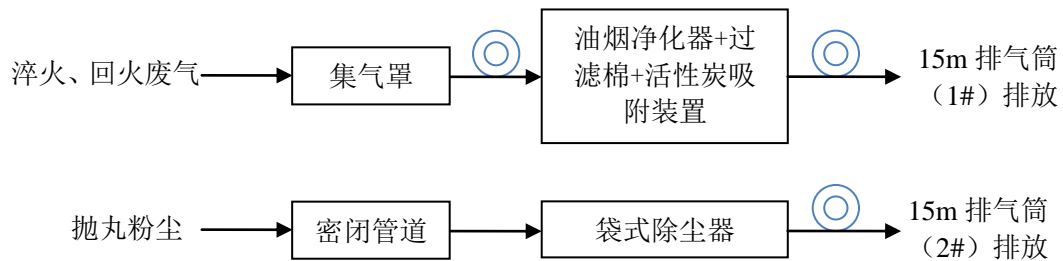 淬火、回火废气
集气罩
油烟净化器+过
滤棉+活性炭吸
附装置
15m 排气筒
（1#）排放
抛丸粉尘
密闭管道
袋式除尘器
15m 排气筒
（2#）排放